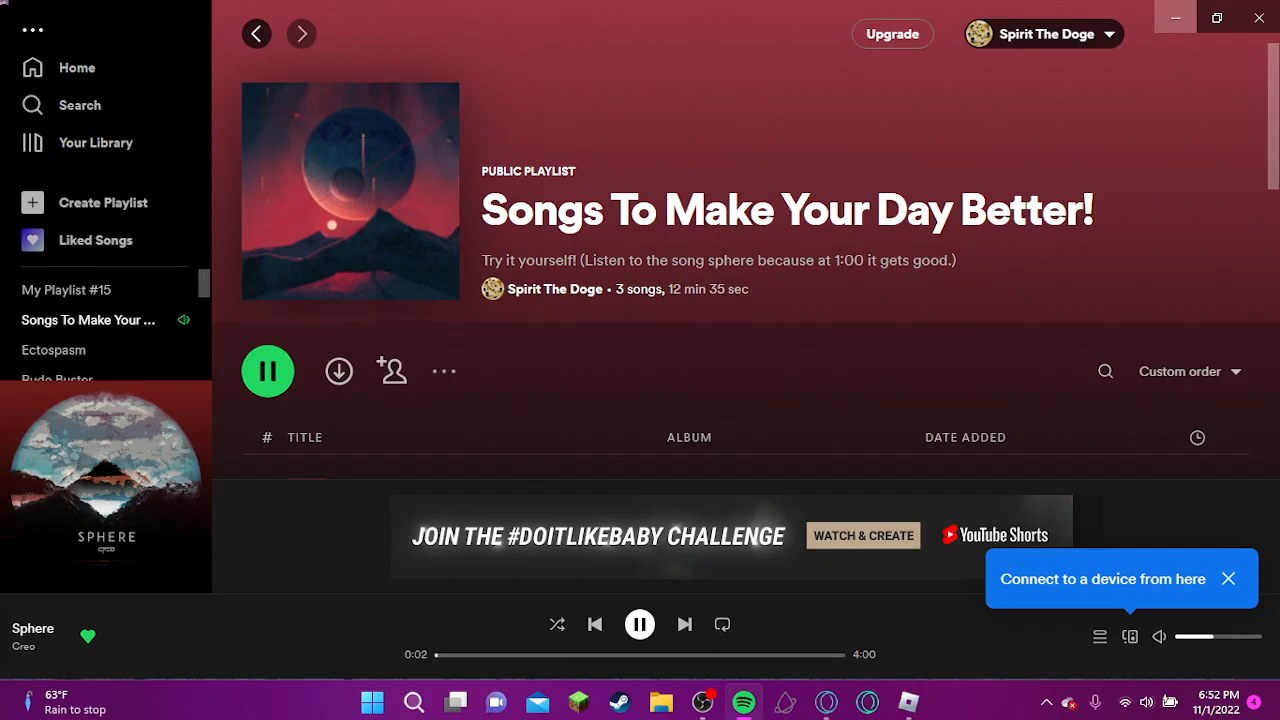 Home
Search
Your Library
Create Playlist
Liked Songs
My Playlist #15
Songs To Make Your ...
Ectospasm
Rude Buster
SPHERE
Upgrade
Spirit The Doge
PUBLIC PLAYLIST
Songs To Make Your Day Better!
Try it yourself! (Listen to the song sphere because at 1:00 it gets good.)
Spirit The Doge • 3 songs, 12 min 35 sec
Custom order
# TITLE ALBUM DATE ADDED
JOIN THE #DOITLIKEBABY CHALLENGE WATCH & CREATE YouTube Shorts
Connect to a device from here
Sphere
Creo
0:02 4:00
63°F
Rain to stop
6:52 PM
11/1/2022
4